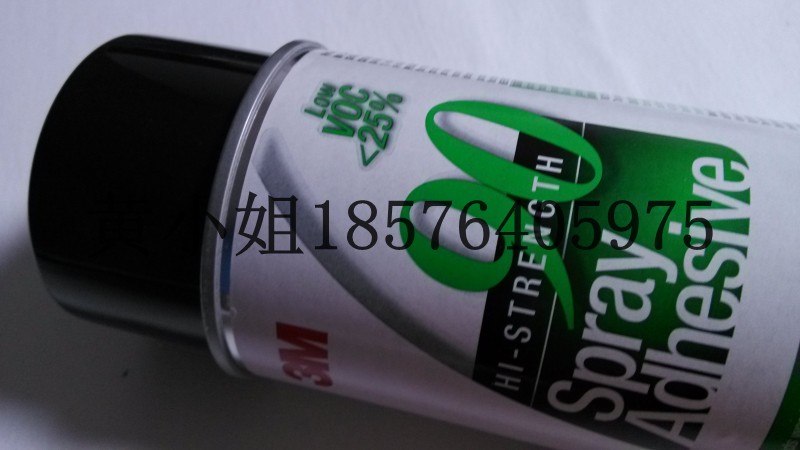 Low
VOC
<25%
90
HI-STRENGTH
Spray
Adhesive
3M
黄小姐18576405975